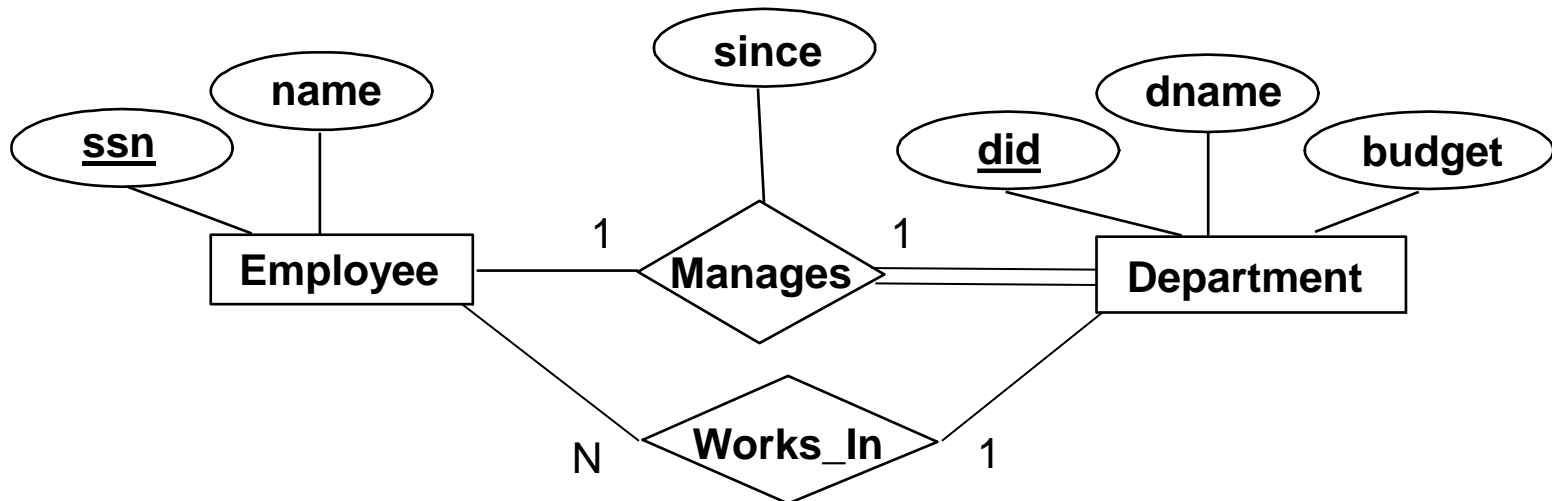 since
name
dname
ssn
did
budget
1
1
Employee
Manages
Department
N
Works_In
1